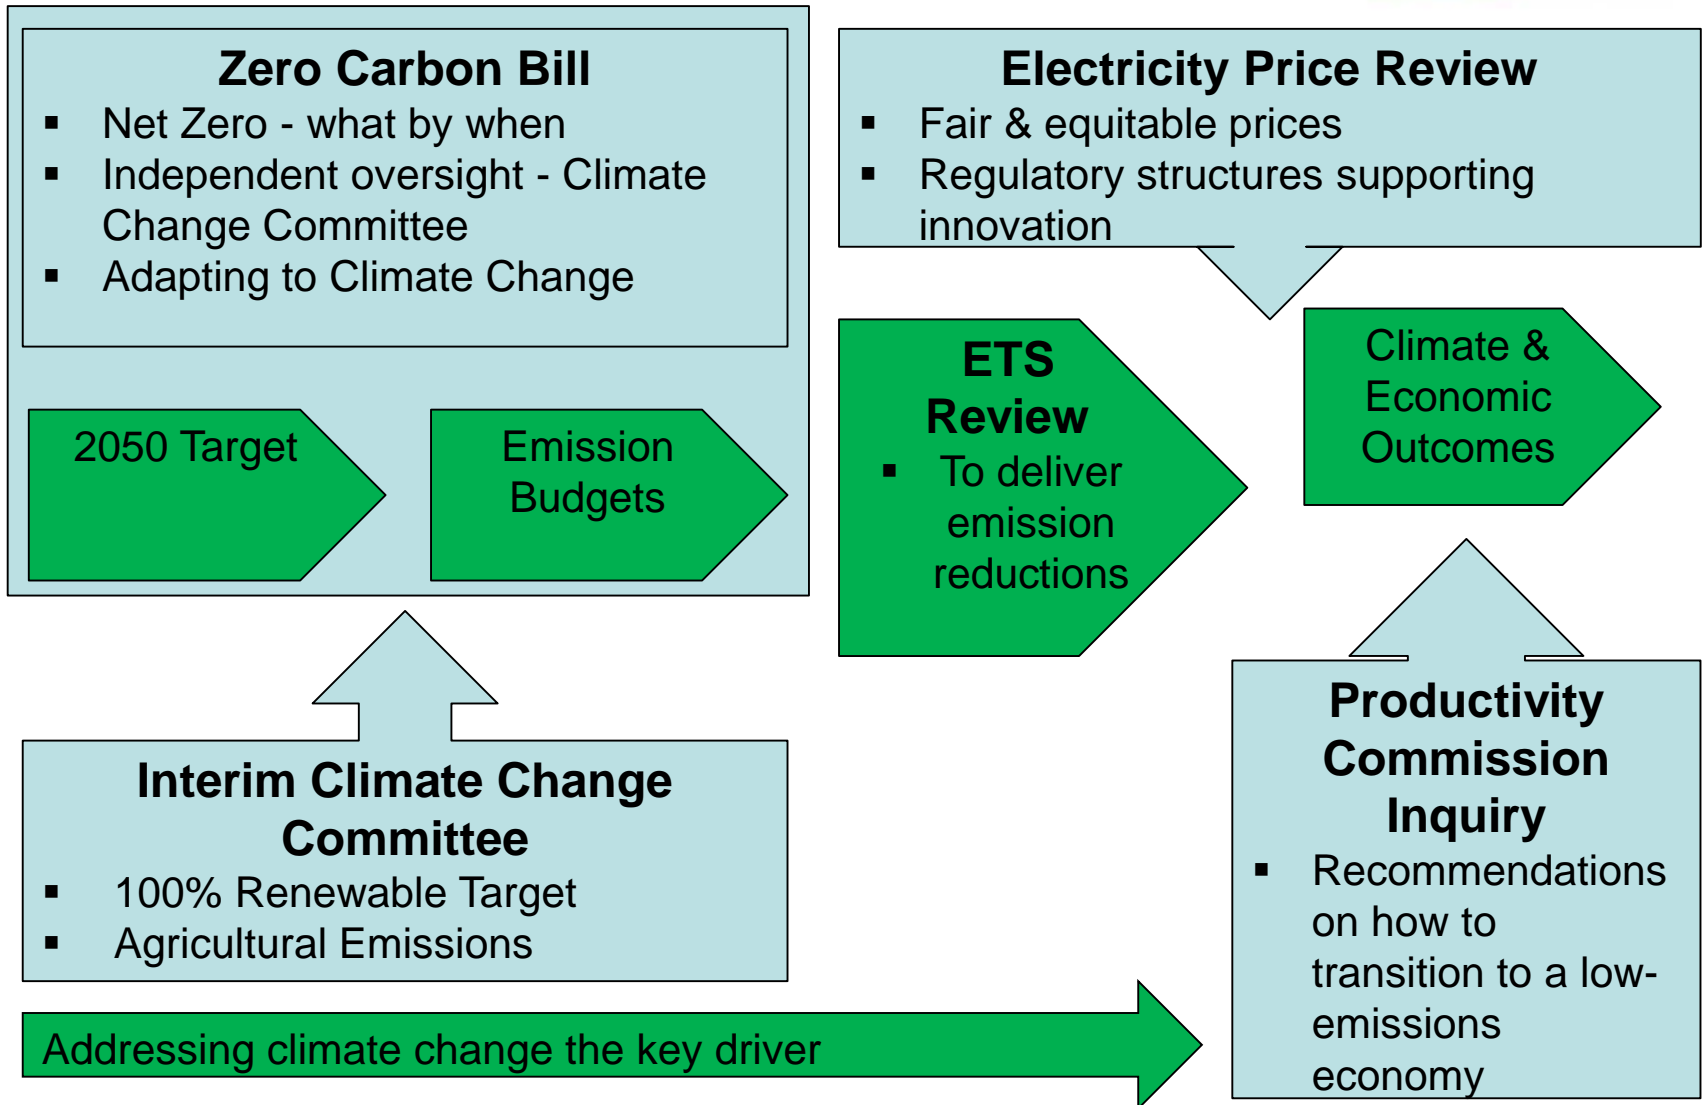 Zero Carbon Bill
▪ Net Zero - what by when
▪ Independent oversight - Climate
Change Committee
▪ Adapting to Climate Change
2050 Target
Emission
Budgets
Electricity Price Review
▪ Fair & equitable prices
▪ Regulatory structures supporting
innovation
ETS
Review
▪ To deliver
emission
reductions
Climate &
Economic
Outcomes
Interim Climate Change
Committee
▪ 100% Renewable Target
▪ Agricultural Emissions
Productivity
Commission
Inquiry
▪ Recommendations
on how to
transition to a low-
emissions
economy
Addressing climate change the key driver